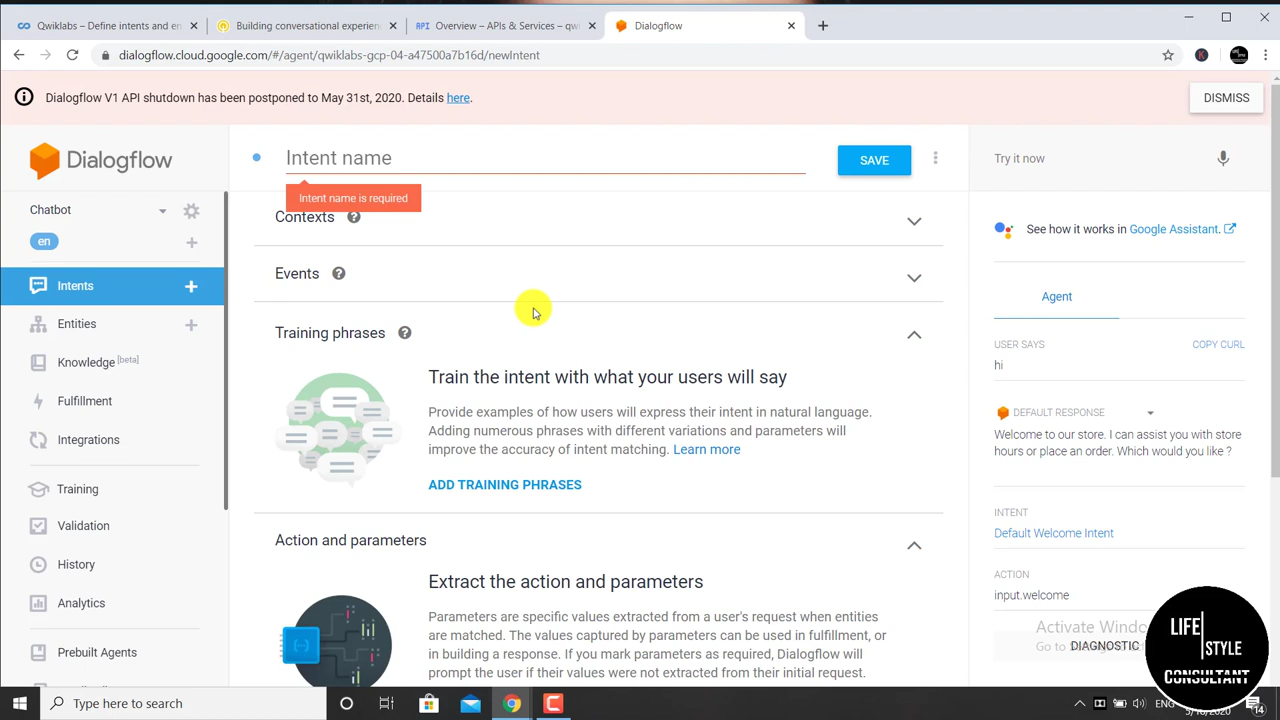 Qwiklabs – Define intents and en
Building conversational experien
API Overview – APIs & Services – qw
Dialogflow
dialogflow.cloud.google.com/#/agent/qwiklabs-gcp-04-a47500a7b16d/newIntent
K
Dialogflow V1 API shutdown has been postponed to May 31st, 2020. Details here.
DISMISS
Dialogflow
Intent name
SAVE
Try it now
Intent name is required
Chatbot
en
Contexts
See how it works in Google Assistant.
Intents
Events
Agent
Entities
Training phrases
USER SAYS
COPY CURL
hi
Knowledge [beta]
Train the intent with what your users will say
Fulfillment
Provide examples of how users will express their intent in natural language.
Adding numerous phrases with different variations and parameters will
improve the accuracy of intent matching. Learn more
DEFAULT RESPONSE
Welcome to our store. I can assist you with store
hours or place an order. Which would you like ?
Integrations
Training
ADD TRAINING PHRASES
INTENT
Default Welcome Intent
Validation
Action and parameters
History
ACTION
input.welcome
Extract the action and parameters
Analytics
Parameters are specific values extracted from a user's request when entities
are matched. The values captured by parameters can be used in fulfillment, or
in building a response. If you mark parameters as required, Dialogflow will
prompt the user if their values were not extracted from their initial request.
Prebuilt Agents
Activate Windo
Go to
DIAGNOSTIC
LIFE
STYLE
CONSULTANT
Type here to search
ENG
14